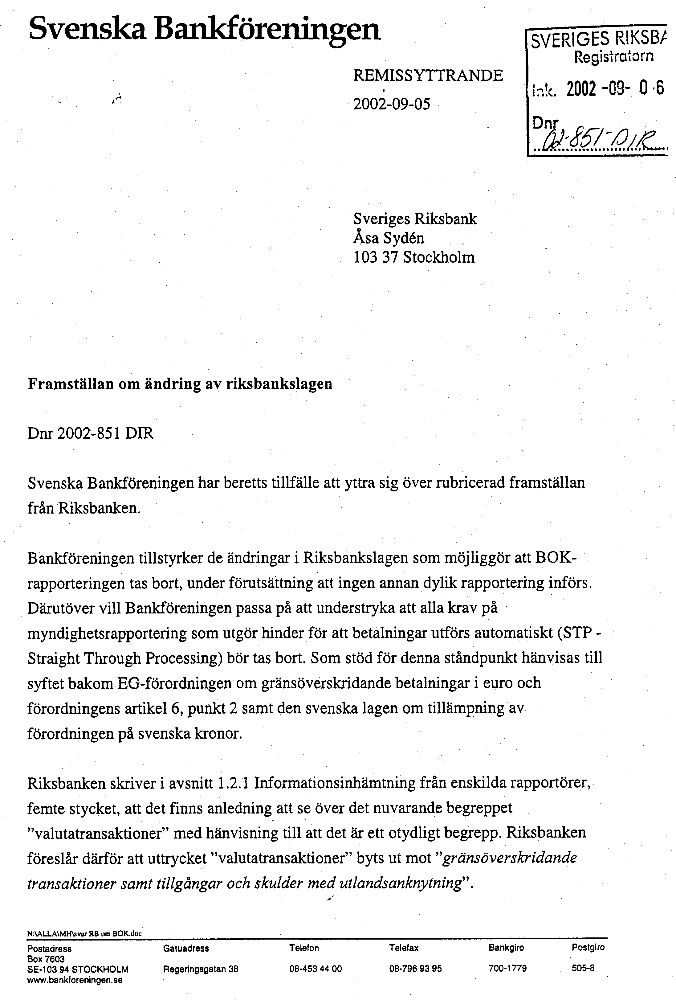 Svenska Bankföreningen
SVERIGES RIKSBA
Registratorn
Ink. 2002 -09- 0 6
Dnr
02-851-DIR
REMISSYTTRANDE
2002-09-05
Sveriges Riksbank
Åsa Sydén
103 37 Stockholm
Framställan om ändring av riksbankslagen
Dnr 2002-851 DIR
Svenska Bankföreningen har beretts tillfälle att yttra sig över rubricerad framställan
från Riksbanken.
Bankföreningen tillstyrker de ändringar i Riksbankslagen som möjliggör att BOK-
rapporteringen tas bort, under förutsättning att ingen annan dylik rapportering införs.
Därutöver vill Bankföreningen passa på att understryka att alla krav på
myndighetsrapportering som utgör hinder för att betalningar utförs automatiskt (STP -
Straight Through Processing) bör tas bort. Som stöd för denna ståndpunkt hänvisas till
syftet bakom EG-förordningen om gränsöverskridande betalningar i euro och
förordningens artikel 6, punkt 2 samt den svenska lagen om tillämpning av
förordningen på svenska kronor.
Riksbanken skriver i avsnitt 1.2.1 Informationsinhämtning från enskilda rapportörer,
femte stycket, att det finns anledning att se över det nuvarande begreppet
”valutatransaktioner” med hänvisning till att det är ett otydligt begrepp. Riksbanken
föreslår därför att uttrycket ”valutatransaktioner” byts ut mot ”gränsöverskridande
transaktioner samt tillgångar och skulder med utlandsanknytning”.
N:\ALLA\MH\svar RB om BOK.doc
Postadress Gatuadress Telefon Telefax Bankgiro Postgiro
Box 7603
SE-103 94 STOCKHOLM Regeringsgatan 38 08-453 44 00 08-796 93 95 700-1779 505-8
www.bankforeningen.se